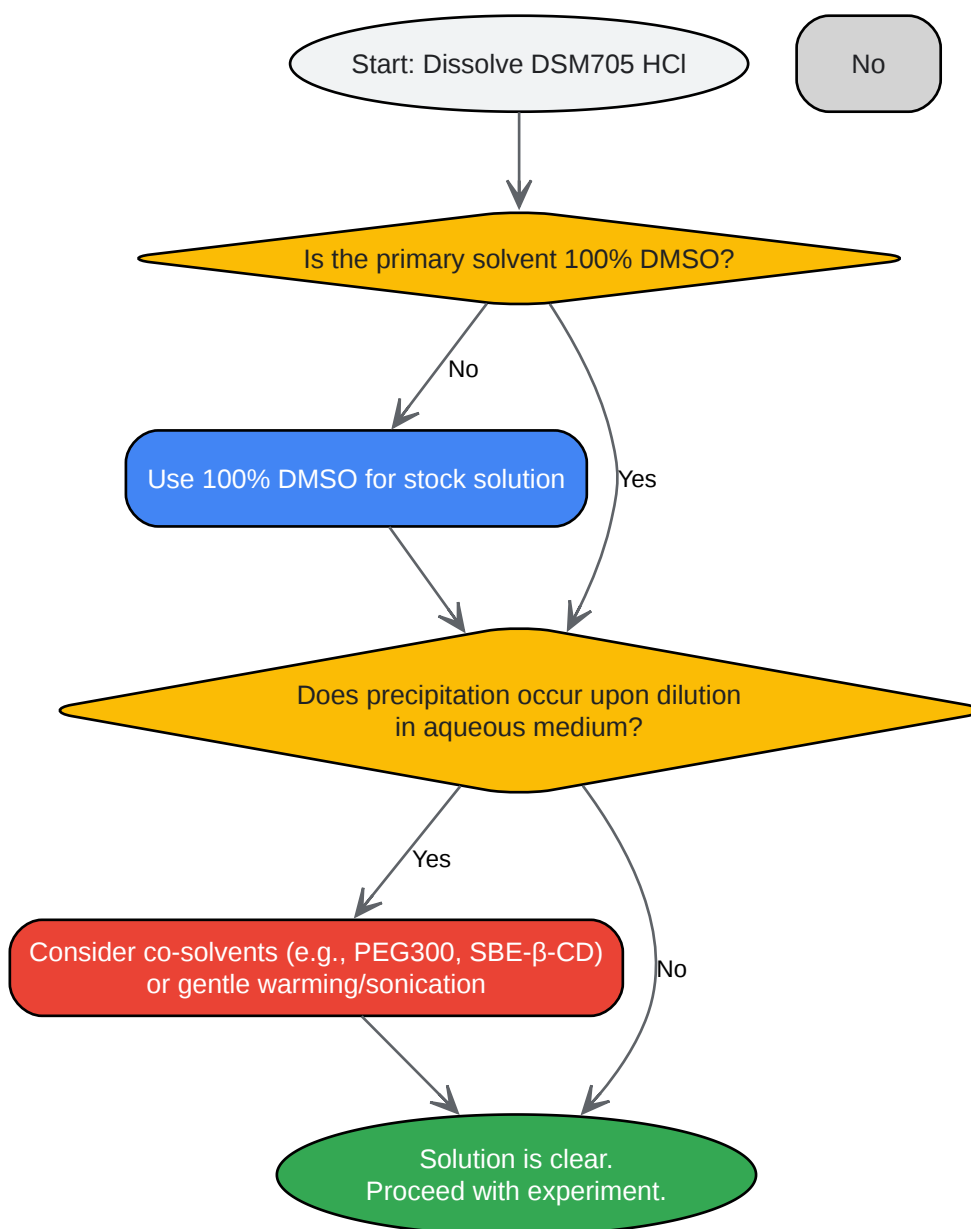 Start: Dissolve DSM705 HCl
No
Is the primary solvent 100% DMSO?
No
Use 100% DMSO for stock solution
Yes
Does precipitation occur upon dilution
in aqueous medium?
Yes
Consider co-solvents (e.g., PEG300, SBE-β-CD)
or gentle warming/sonication
No
Solution is clear.
Proceed with experiment.